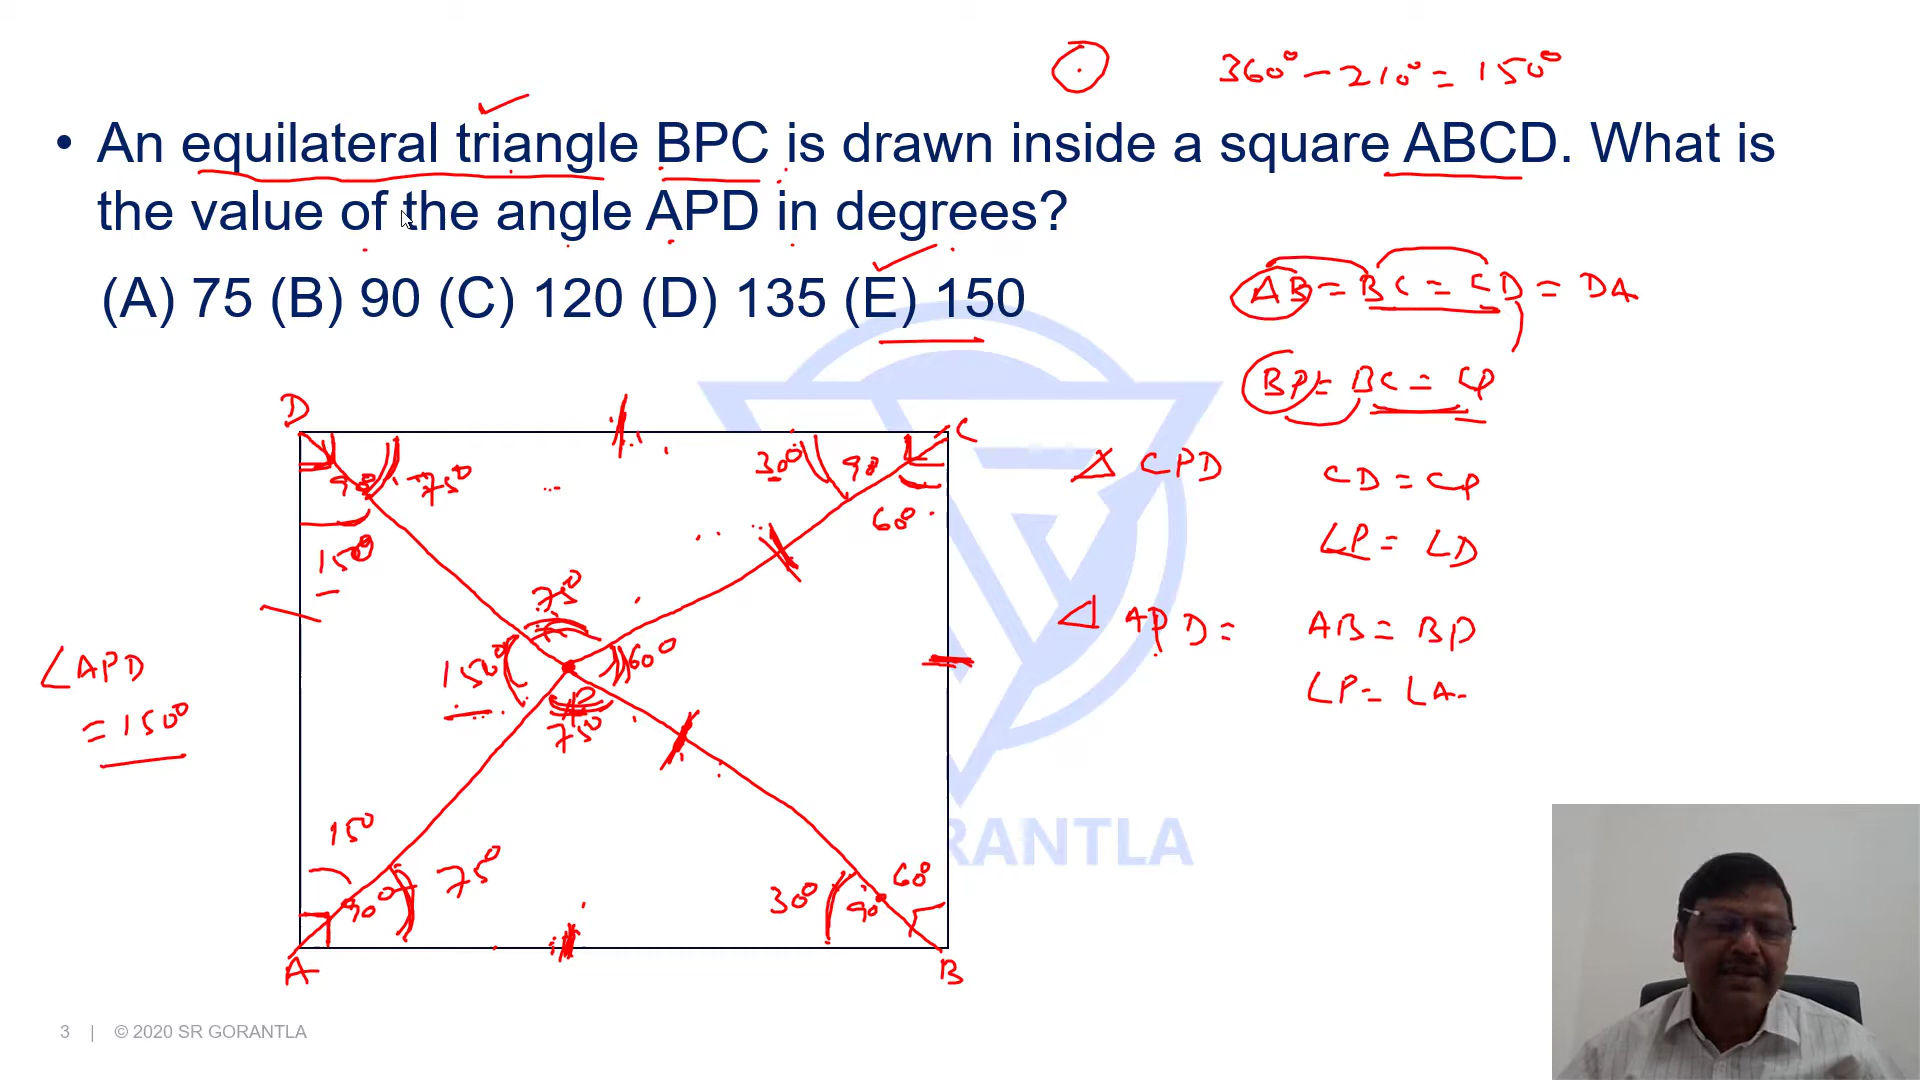 360° - 210° = 150°
• An equilateral triangle BPC is drawn inside a square ABCD. What is
the value of the angle APD in degrees?
(A) 75 (B) 90 (C) 120 (D) 135 (E) 150
AB = BC = CD = DA
BP = BC = CP
D
C
90
75°
30°
90
60°
150
△ CPD
CD = CP
∠P = ∠D
75°
150°
60°
P
75°
△ APD =
AB = BP
∠P = ∠A
∠APD
= 150°
15°
75°
90°
30°
90
60°
A
B
RANTLA
3 | © 2020 SR GORANTLA